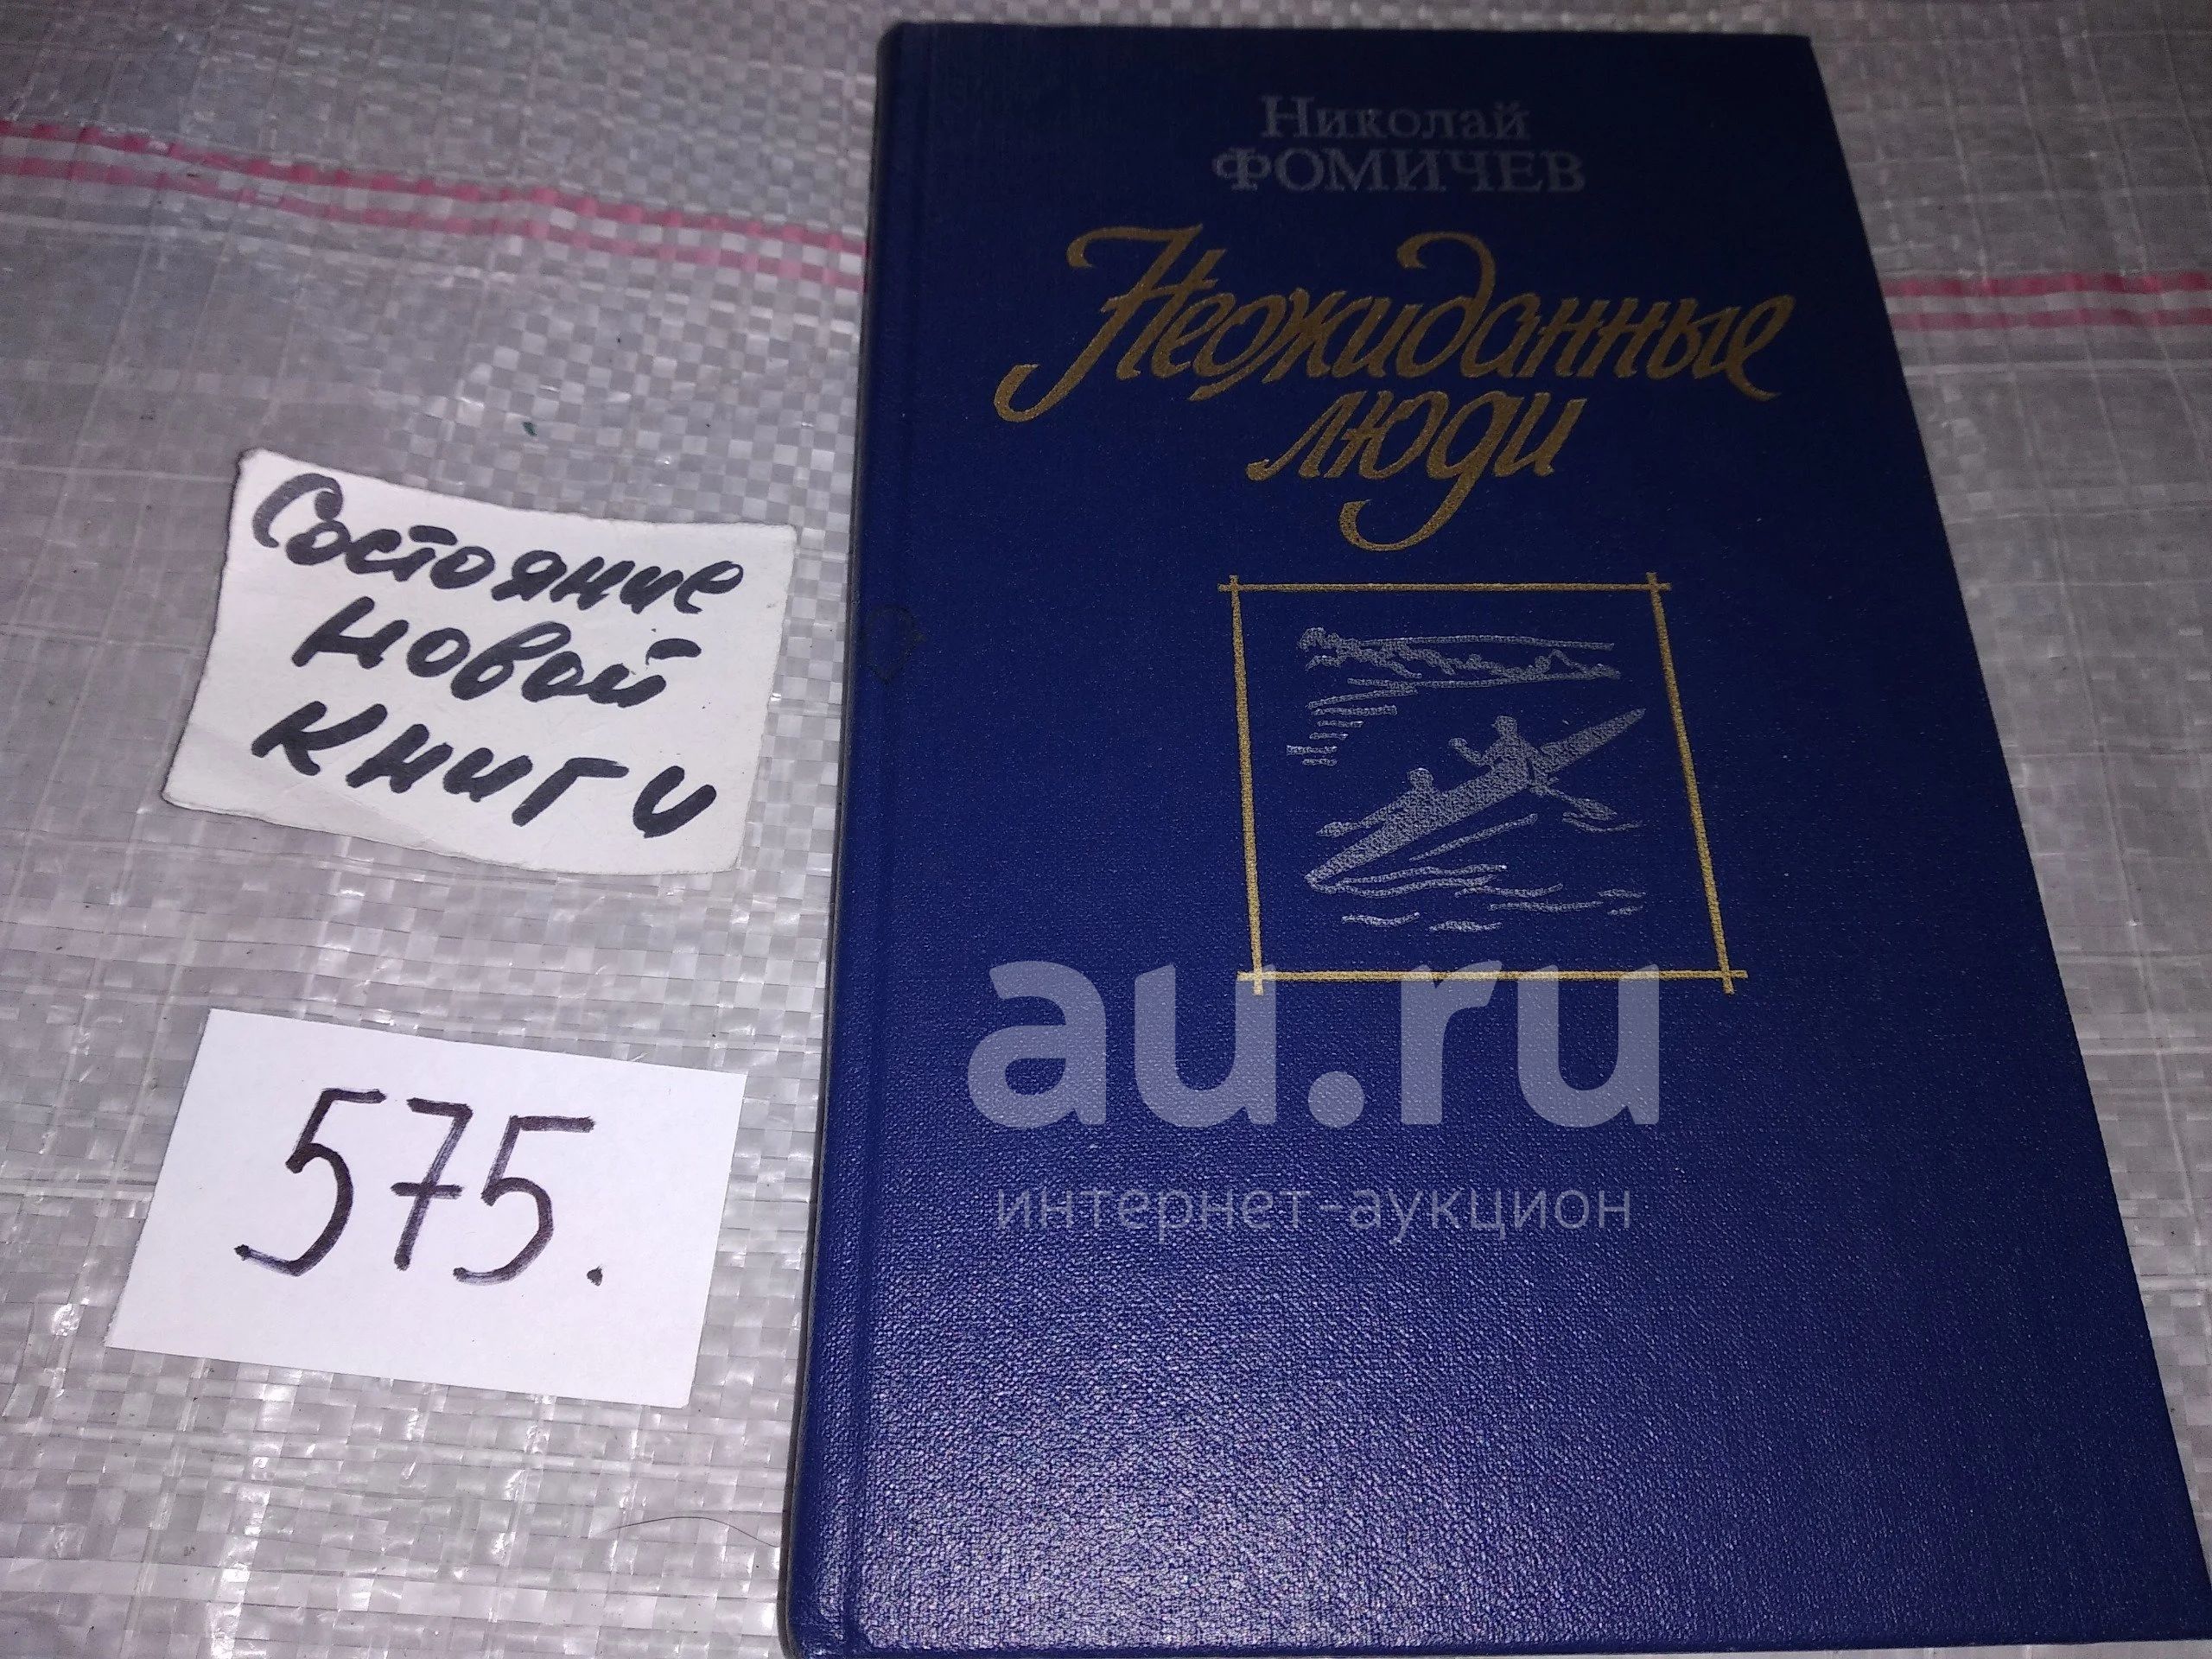 Николай
ФОМИЧЕВ
Неожиданные
люди
Состояние
новой
книги
575.
au.ru
интернет-аукцион